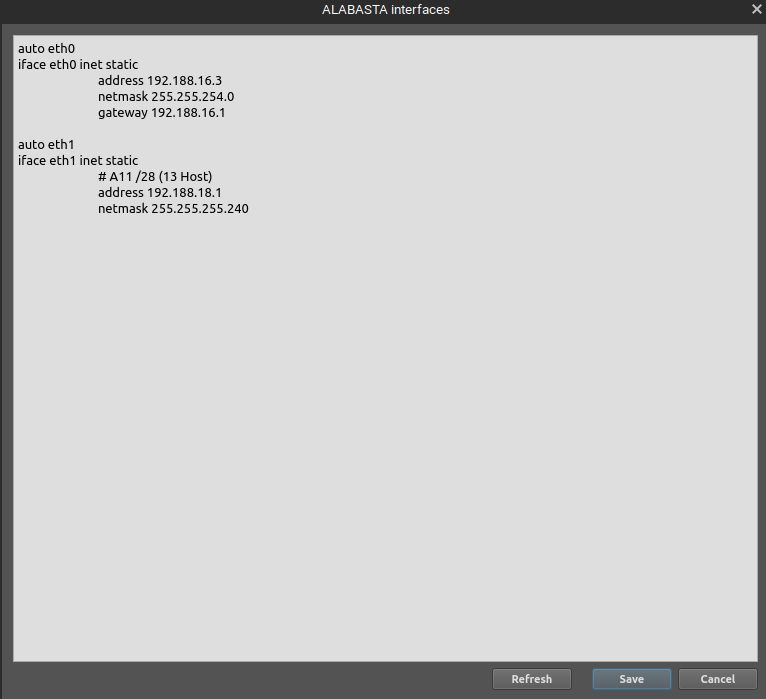 ALABASTA interfaces
auto eth0
iface eth0 inet static
address 192.188.16.3
netmask 255.255.254.0
gateway 192.188.16.1
auto eth1
iface eth1 inet static
# A11 /28 (13 Host)
address 192.188.18.1
netmask 255.255.255.240
Refresh
Save
Cancel